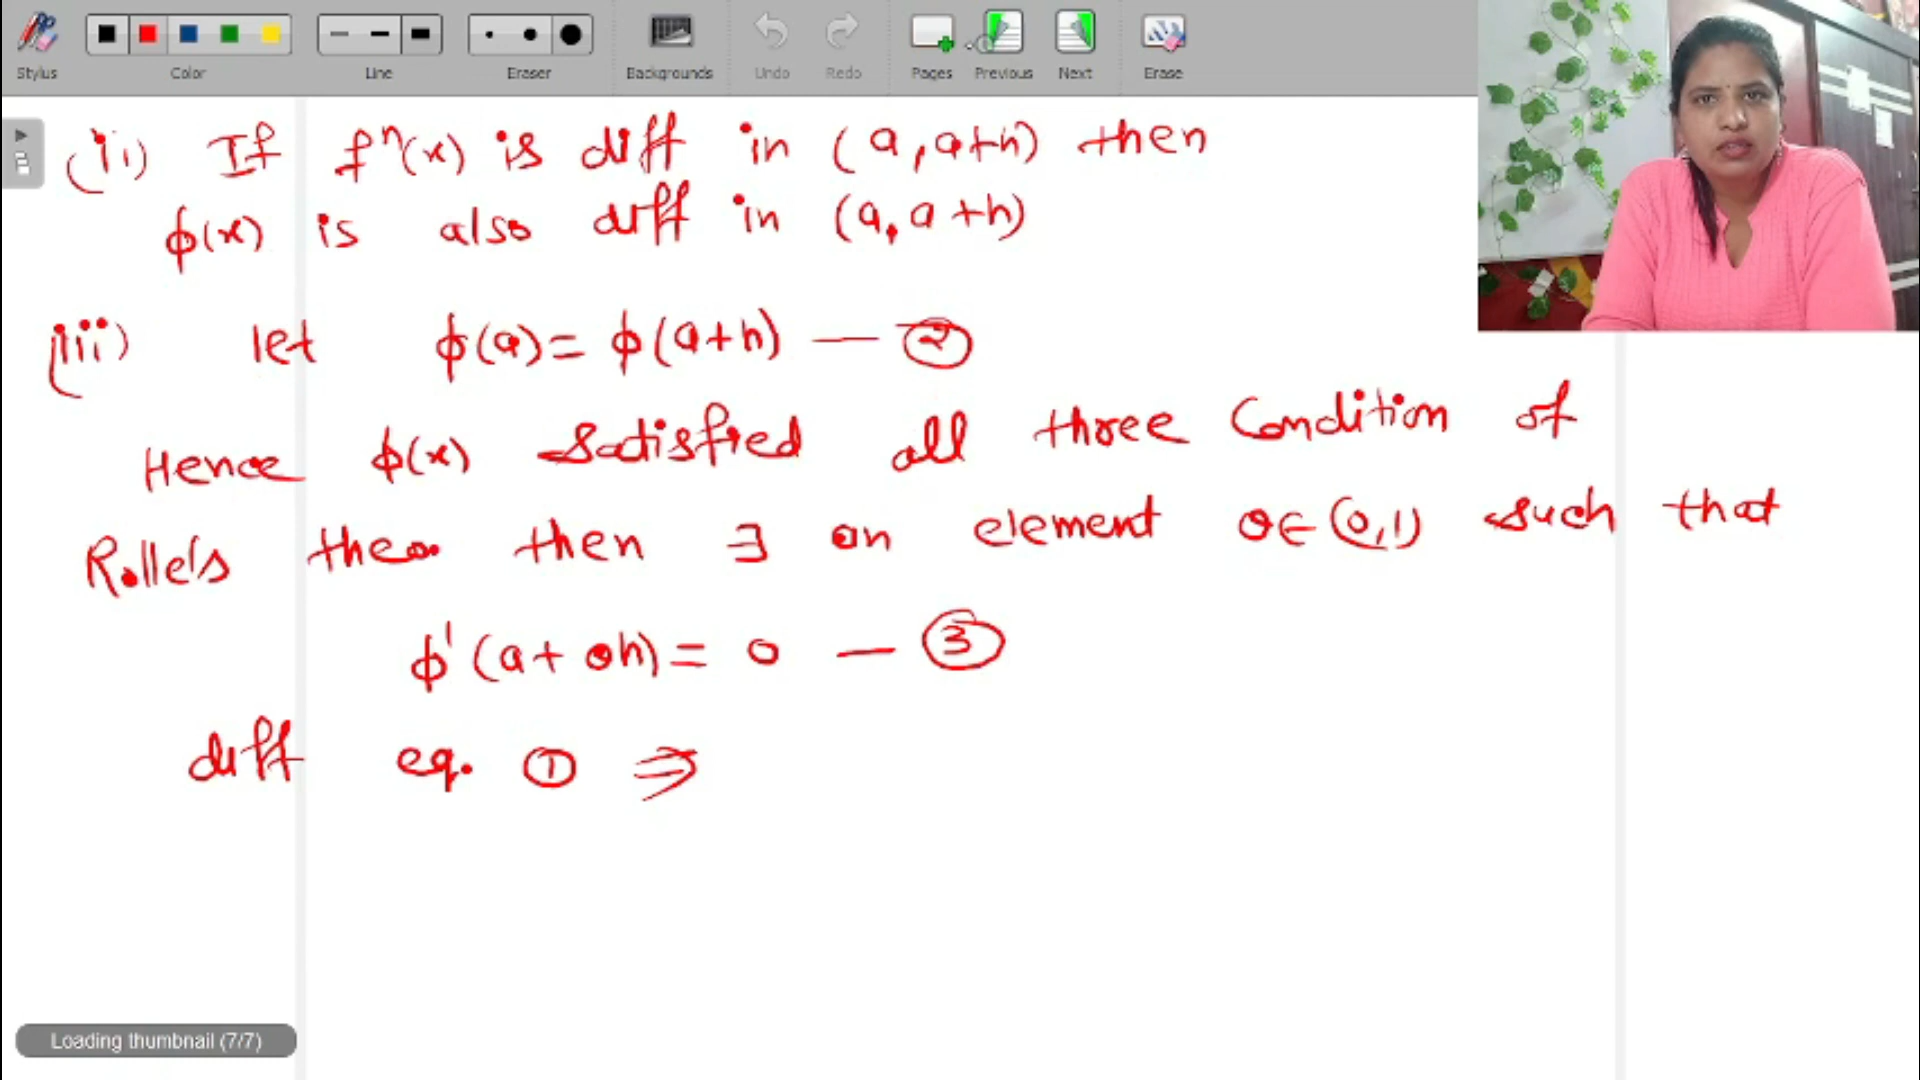 Stylus Color Line Eraser Backgrounds Undo Redo Pages Previous Next Erase
(ii) If fⁿ(x) is diff in (a, a+h) then
ϕ(x) is also diff in (a, a+h)
(iii) let ϕ(a) = ϕ(a+h) — ②
Hence ϕ(x) satisfied all three Condition of
Rolle's theo. then ∃ an element θ∈(0,1) such that
ϕ'(a+θh) = 0 — ③
diff eq. ① ⇒
Loading thumbnail (7/7)